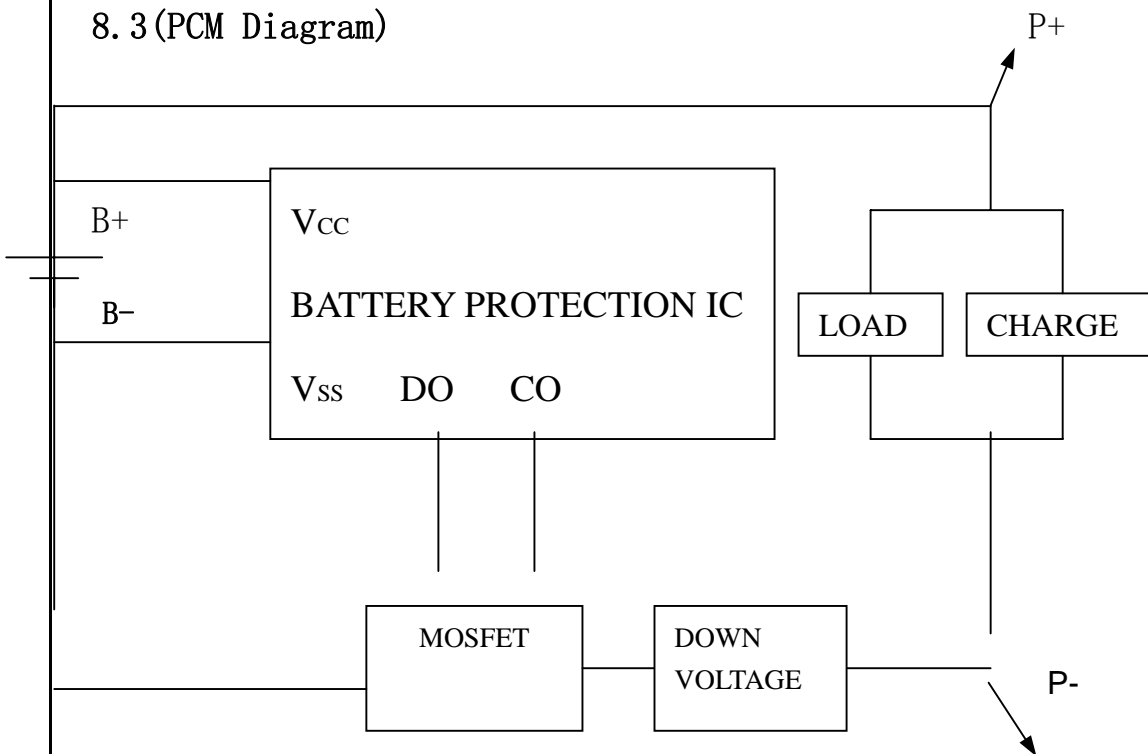 8.3(PCM Diagram)
P+
B+
VCC
B-
BATTERY PROTECTION IC
LOAD
CHARGE
VSS DO CO
MOSFET
DOWN
VOLTAGE
P-